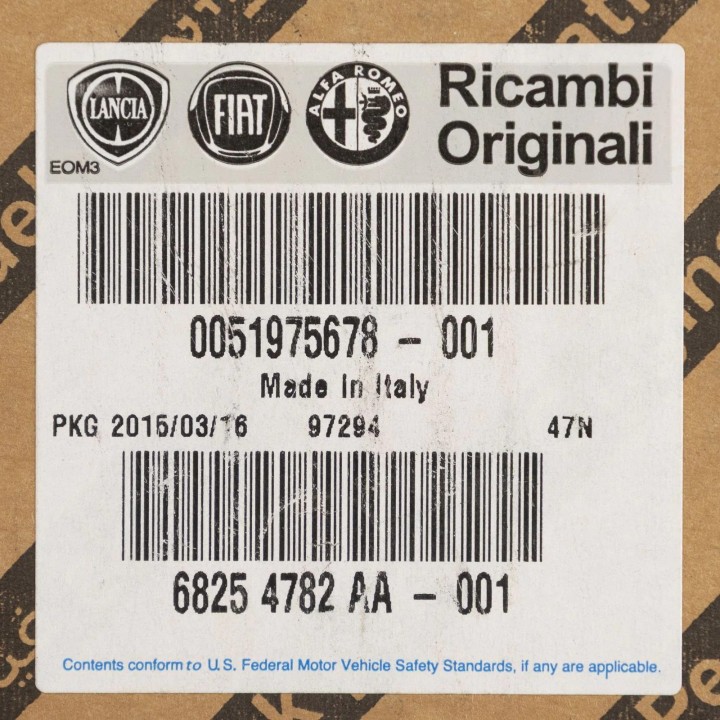 LANCIA
FIAT
ALFA ROMEO
Ricambi
Originali
EOM3
0051975678 - 001
Made In Italy
PKG 2015/03/16 97294 47N
6825 4782 AA - 001
Contents conform to U.S. Federal Motor Vehicle Safety Standards, if any are applicable.